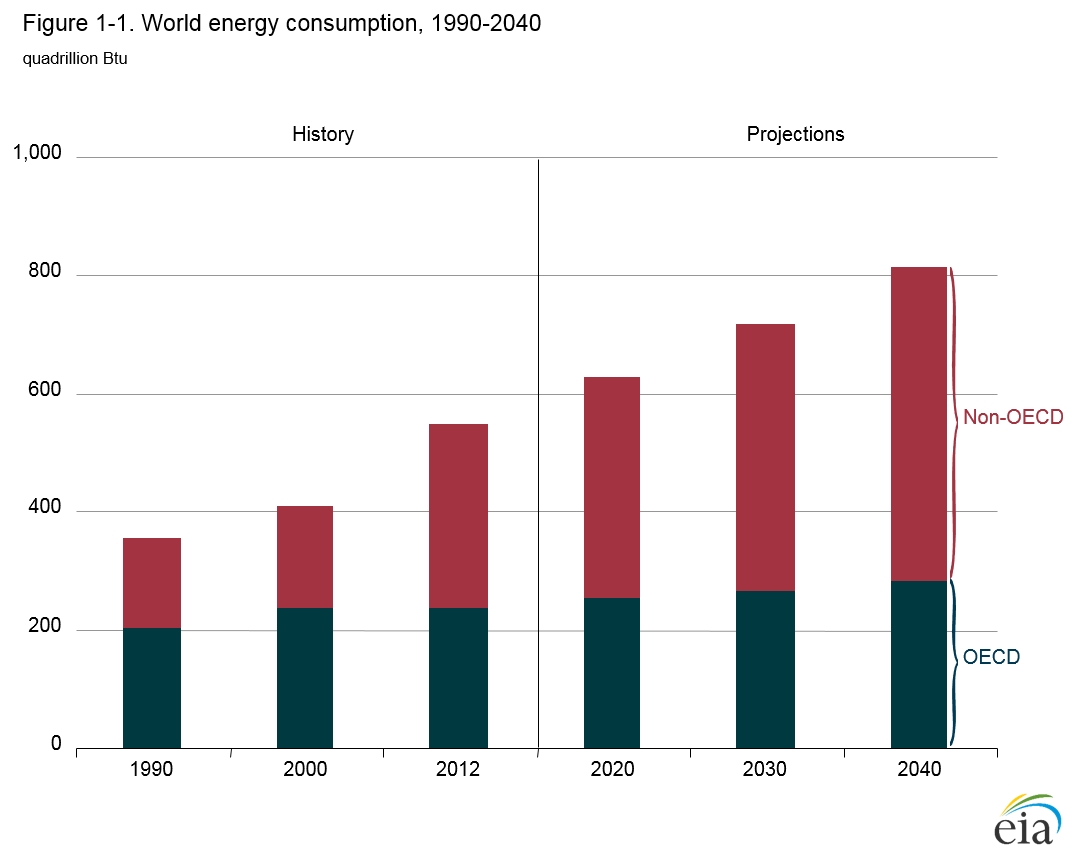 Figure 1-1. World energy consumption, 1990-2040
quadrillion Btu
History
Projections
1,000
800
600
400
200
0
Non-OECD
OECD
1990
2000
2012
2020
2030
2040
eia